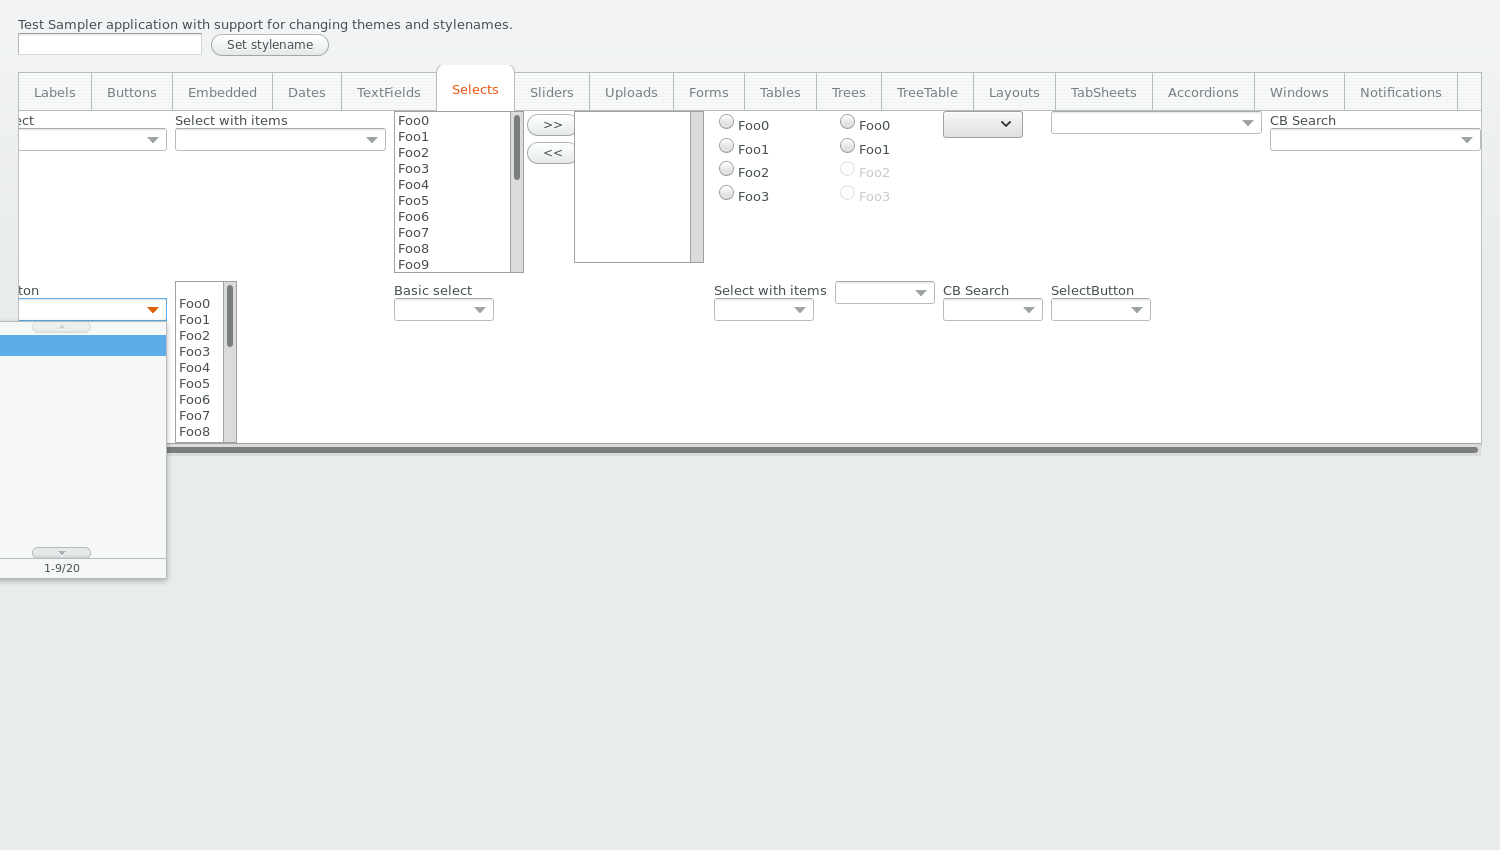 Test Sampler application with support for changing themes and stylenames.
Set stylename
Labels Buttons Embedded Dates TextFields Selects Sliders Uploads Forms Tables Trees TreeTable Layouts TabSheets Accordions Windows Notifications
ect
Select with items
Foo0
Foo1
Foo2
Foo3
Foo4
Foo5
Foo6
Foo7
Foo8
Foo9
>>
<<
Foo0
Foo1
Foo2
Foo3
Foo0
Foo1
Foo2
Foo3
CB Search
ton
Foo0
Foo1
Foo2
Foo3
Foo4
Foo5
Foo6
Foo7
Foo8
Basic select
Select with items
CB Search
SelectButton
1-9/20